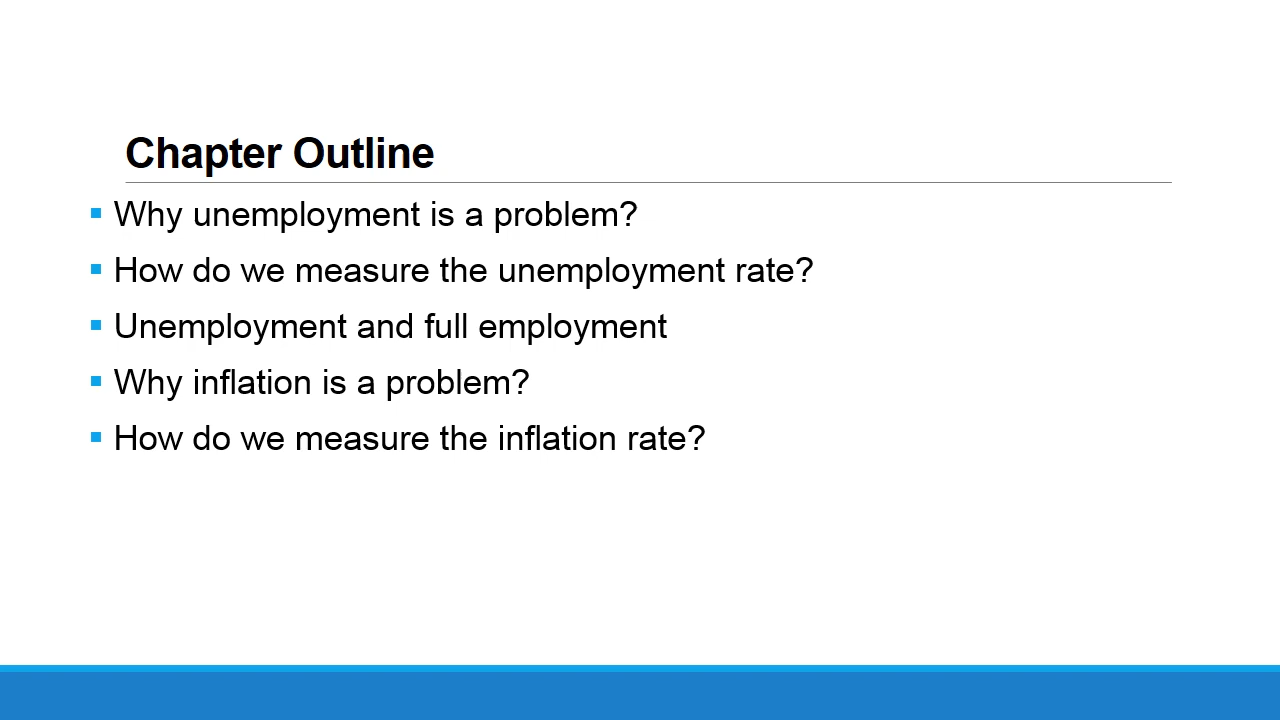 Chapter Outline
Why unemployment is a problem?
How do we measure the unemployment rate?
Unemployment and full employment
Why inflation is a problem?
How do we measure the inflation rate?